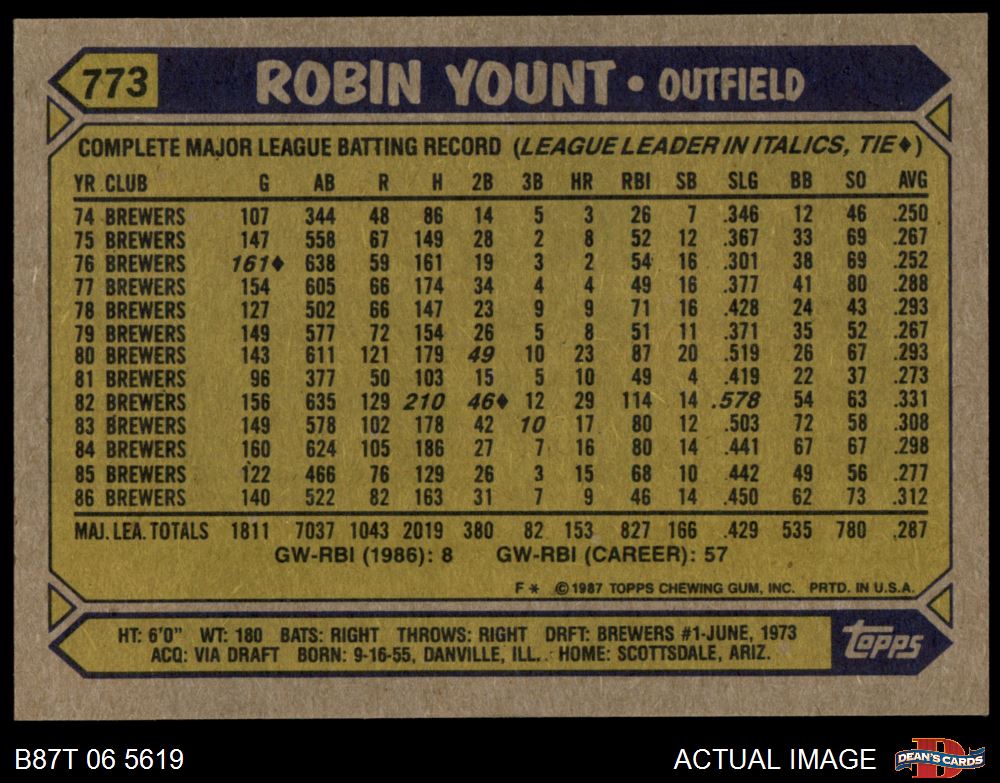 773 ROBIN YOUNT • OUTFIELD
COMPLETE MAJOR LEAGUE BATTING RECORD (LEAGUE LEADER IN ITALICS, TIE♦)
YR CLUB G AB R H 2B 3B HR RBI SB SLG BB SO AVG
74 BREWERS 107 344 48 86 14 5 3 26 7 .346 12 46 .250
75 BREWERS 147 558 67 149 28 2 8 52 12 .367 33 69 .267
76 BREWERS 161♦ 638 59 161 19 3 2 54 16 .301 38 69 .252
77 BREWERS 154 605 66 174 34 4 4 49 16 .377 41 80 .288
78 BREWERS 127 502 66 147 23 9 9 71 16 .428 24 43 .293
79 BREWERS 149 577 72 154 26 5 8 51 11 .371 35 52 .267
80 BREWERS 143 611 121 179 49 10 23 87 20 .519 26 67 .293
81 BREWERS 96 377 50 103 15 5 10 49 4 .419 22 37 .273
82 BREWERS 156 635 129 210 46♦ 12 29 114 14 .578 54 63 .331
83 BREWERS 149 578 102 178 42 10 17 80 12 .503 72 58 .308
84 BREWERS 160 624 105 186 27 7 16 80 14 .441 67 67 .298
85 BREWERS 122 466 76 129 26 3 15 68 10 .442 49 56 .277
86 BREWERS 140 522 82 163 31 7 9 46 14 .450 62 73 .312
MAJ. LEA. TOTALS 1811 7037 1043 2019 380 82 153 827 166 .429 535 780 .287
GW-RBI (1986): 8 GW-RBI (CAREER): 57
F * ©1987 TOPPS CHEWING GUM, INC. PRTD. IN U.S.A.
HT: 6'0" WT: 180 BATS: RIGHT THROWS: RIGHT DRFT: BREWERS #1-JUNE, 1973
ACQ: VIA DRAFT BORN: 9-16-55, DANVILLE, ILL. HOME: SCOTTSDALE, ARIZ.
topps
B87T 06 5619 ACTUAL IMAGE D DEAN'S CARDS